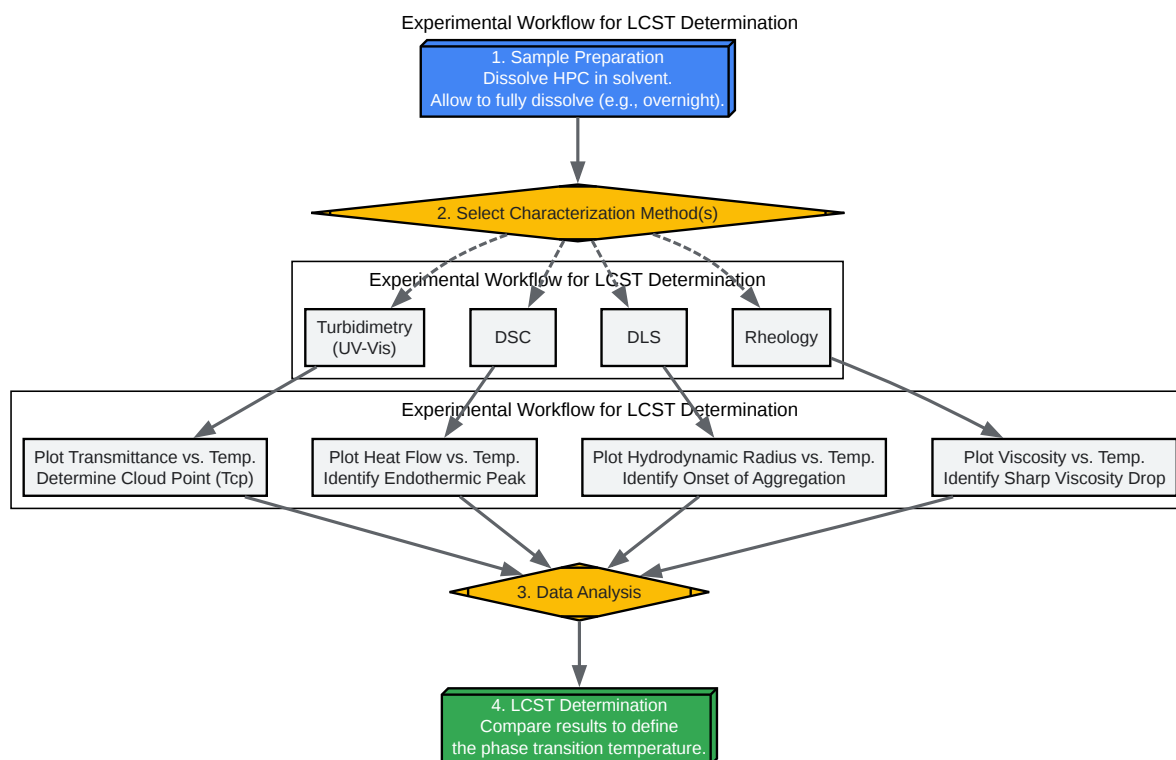 Experimental Workflow for LCST Determination
1. Sample Preparation
Dissolve HPC in solvent.
Allow to fully dissolve (e.g., overnight).
2. Select Characterization Method(s)
Experimental Workflow for LCST Determination
Turbidimetry
(UV-Vis)
DSC
DLS
Rheology
Experimental Workflow for LCST Determination
Plot Transmittance vs. Temp.
Determine Cloud Point (Tcp)
Plot Heat Flow vs. Temp.
Identify Endothermic Peak
Plot Hydrodynamic Radius vs. Temp.
Identify Onset of Aggregation
Plot Viscosity vs. Temp.
Identify Sharp Viscosity Drop
3. Data Analysis
4. LCST Determination
Compare results to define
the phase transition temperature.